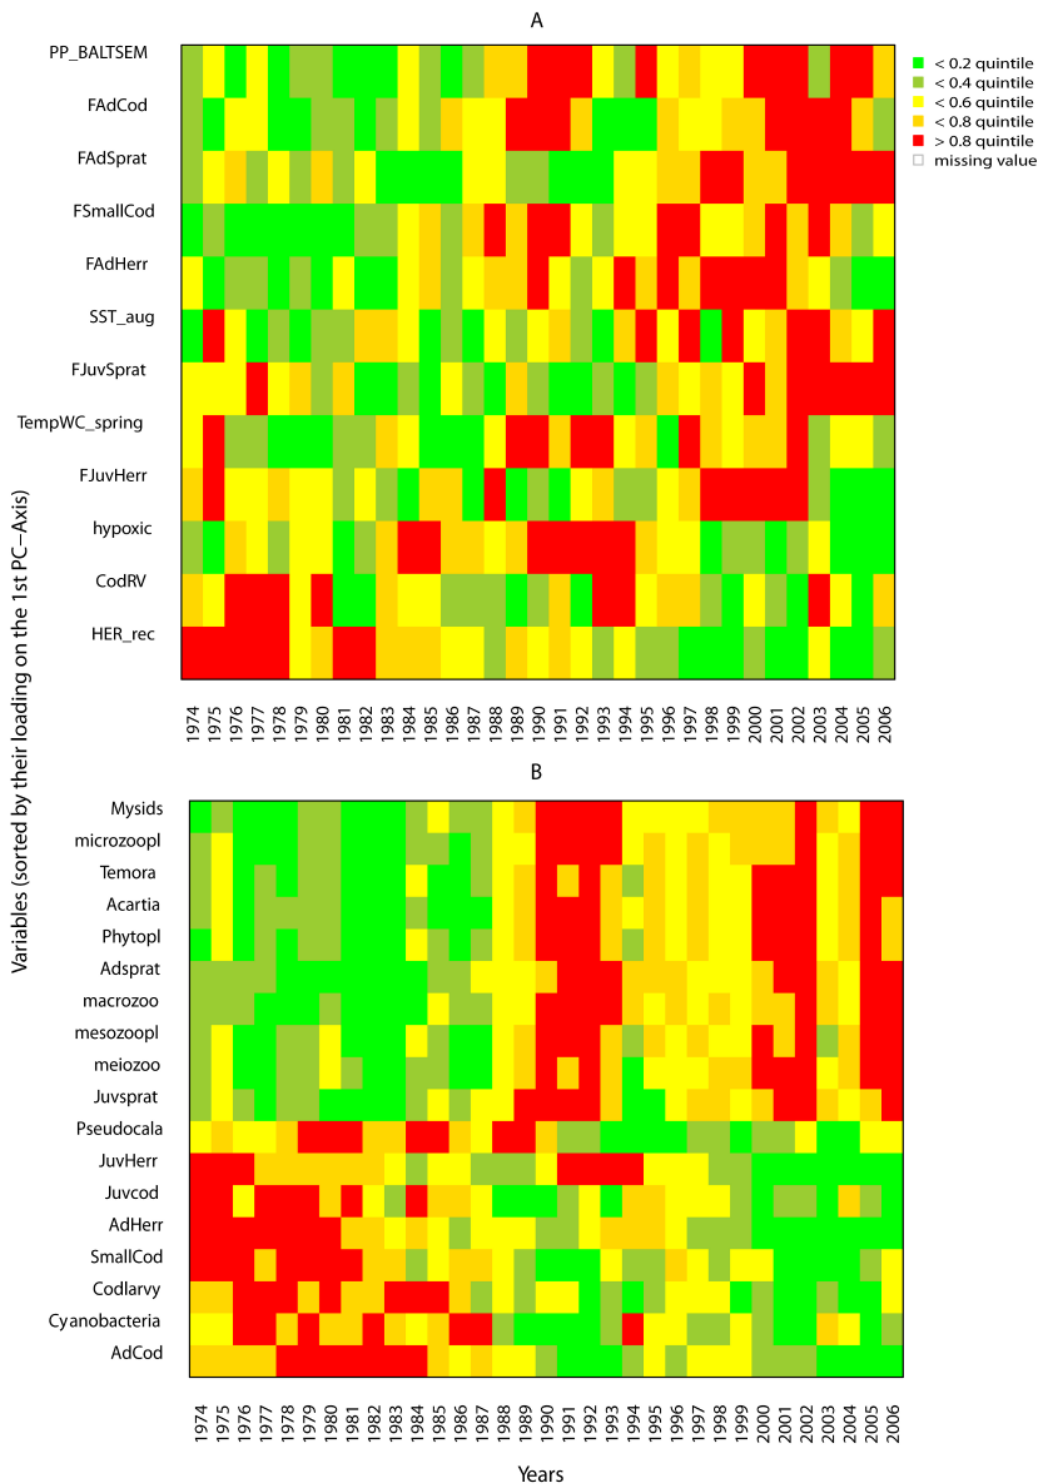 A
PP_BALTSEM
FAdCod
FAdSprat
FSmallCod
FAdHerr
SST_aug
FJuvSprat
TempWC_spring
FJuvHerr
hypoxic
CodRV
HER_rec
< 0.2 quintile
< 0.4 quintile
< 0.6 quintile
< 0.8 quintile
> 0.8 quintile
missing value
1974 1975 1976 1977 1978 1979 1980 1981 1982 1983 1984 1985 1986 1987 1988 1989 1990 1991 1992 1993 1994 1995 1996 1997 1998 1999 2000 2001 2002 2003 2004 2005 2006
Variables (sorted by their loading on the 1st PC–Axis)
B
Mysids
microzoopl
Temora
Acartia
Phytopl
Adsprat
macrozoo
mesozoopl
meiozoo
Juvsprat
Pseudocala
JuvHerr
Juvcod
AdHerr
SmallCod
Codlarvy
Cyanobacteria
AdCod
1974 1975 1976 1977 1978 1979 1980 1981 1982 1983 1984 1985 1986 1987 1988 1989 1990 1991 1992 1993 1994 1995 1996 1997 1998 1999 2000 2001 2002 2003 2004 2005 2006
Years